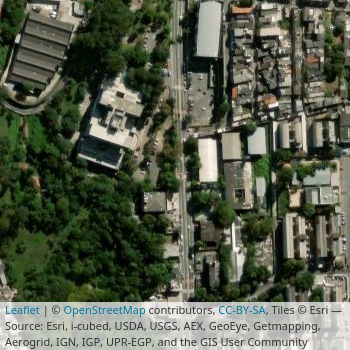 Leaflet | © OpenStreetMap contributors, CC-BY-SA, Tiles © Esri —
Source: Esri, i-cubed, USDA, USGS, AEX, GeoEye, Getmapping,
Aerogrid, IGN, IGP, UPR-EGP, and the GIS User Community